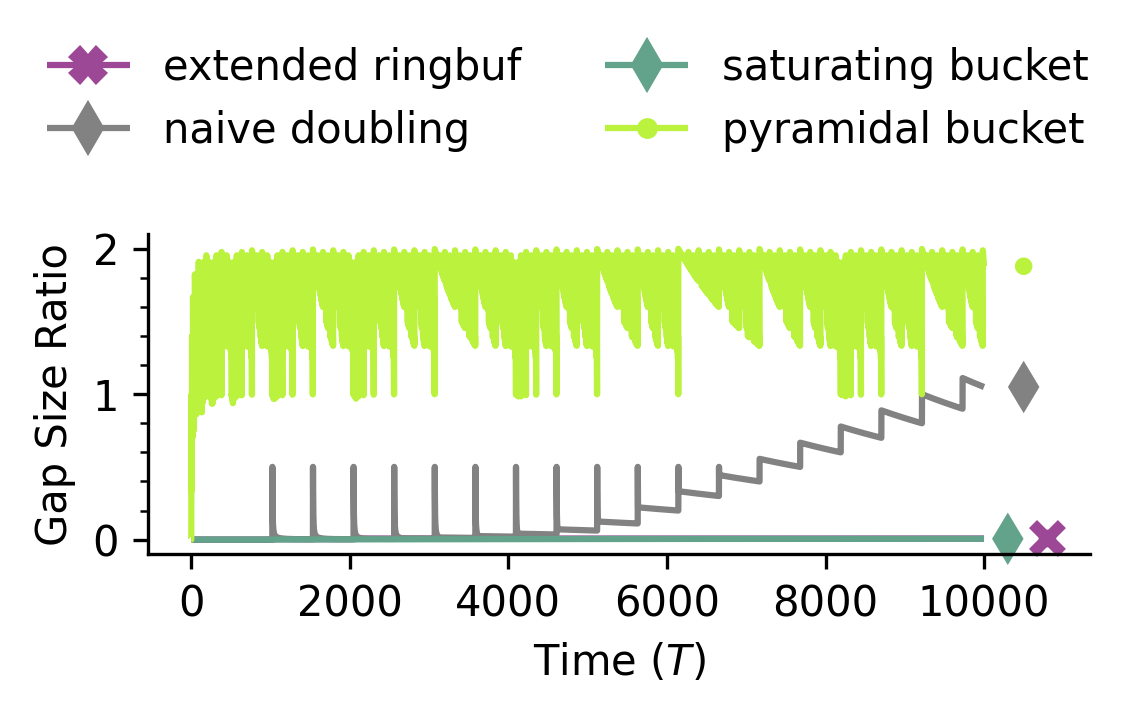 extended ringbuf
saturating bucket
naive doubling
pyramidal bucket
Gap Size Ratio
2
1
0
0 2000 4000 6000 8000 10000
Time (T)